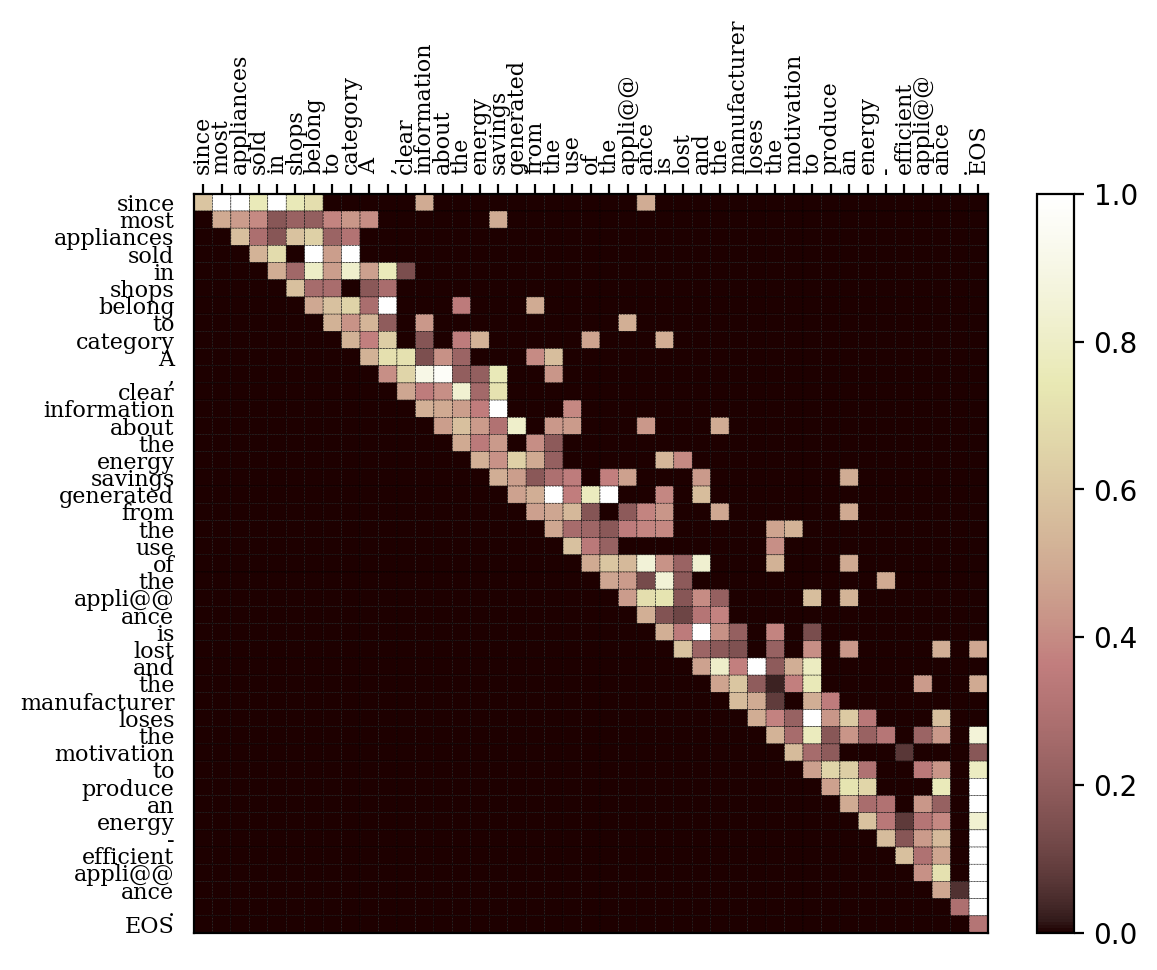 since
most
appliances
sold
in
shops
belong
to
category
A
,
clear
information
about
the
energy
savings
generated
from
the
use
of
the
appli@@
ance
is
lost
and
the
manufacturer
loses
the
motivation
to
produce
an
energy
-
efficient
appli@@
ance
.
EOS
since
most
appliances
sold
in
shops
belong
to
category
A
,
clear
information
about
the
energy
savings
generated
from
the
use
of
the
appli@@
ance
is
lost
and
the
manufacturer
loses
the
motivation
to
produce
an
energy
-
efficient
appli@@
ance
.
EOS
1.0
0.8
0.6
0.4
0.2
0.0